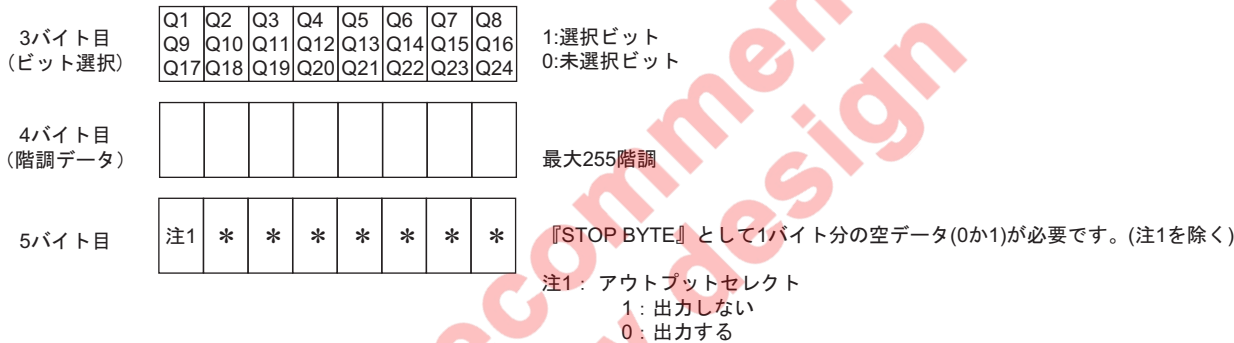 3バイト目
(ビット選択)
Q1 Q2 Q3 Q4 Q5 Q6 Q7 Q8
Q9 Q10 Q11 Q12 Q13 Q14 Q15 Q16
Q17 Q18 Q19 Q20 Q21 Q22 Q23 Q24
1:選択ビット
0:未選択ビット
4バイト目
(階調データ)
最大255階調
5バイト目
注1 * * * * * * *
『STOP BYTE』として1バイト分の空データ(0か1)が必要です。(注1を除く)
注1: アウトプットセレクト
1:出力しない
0:出力する